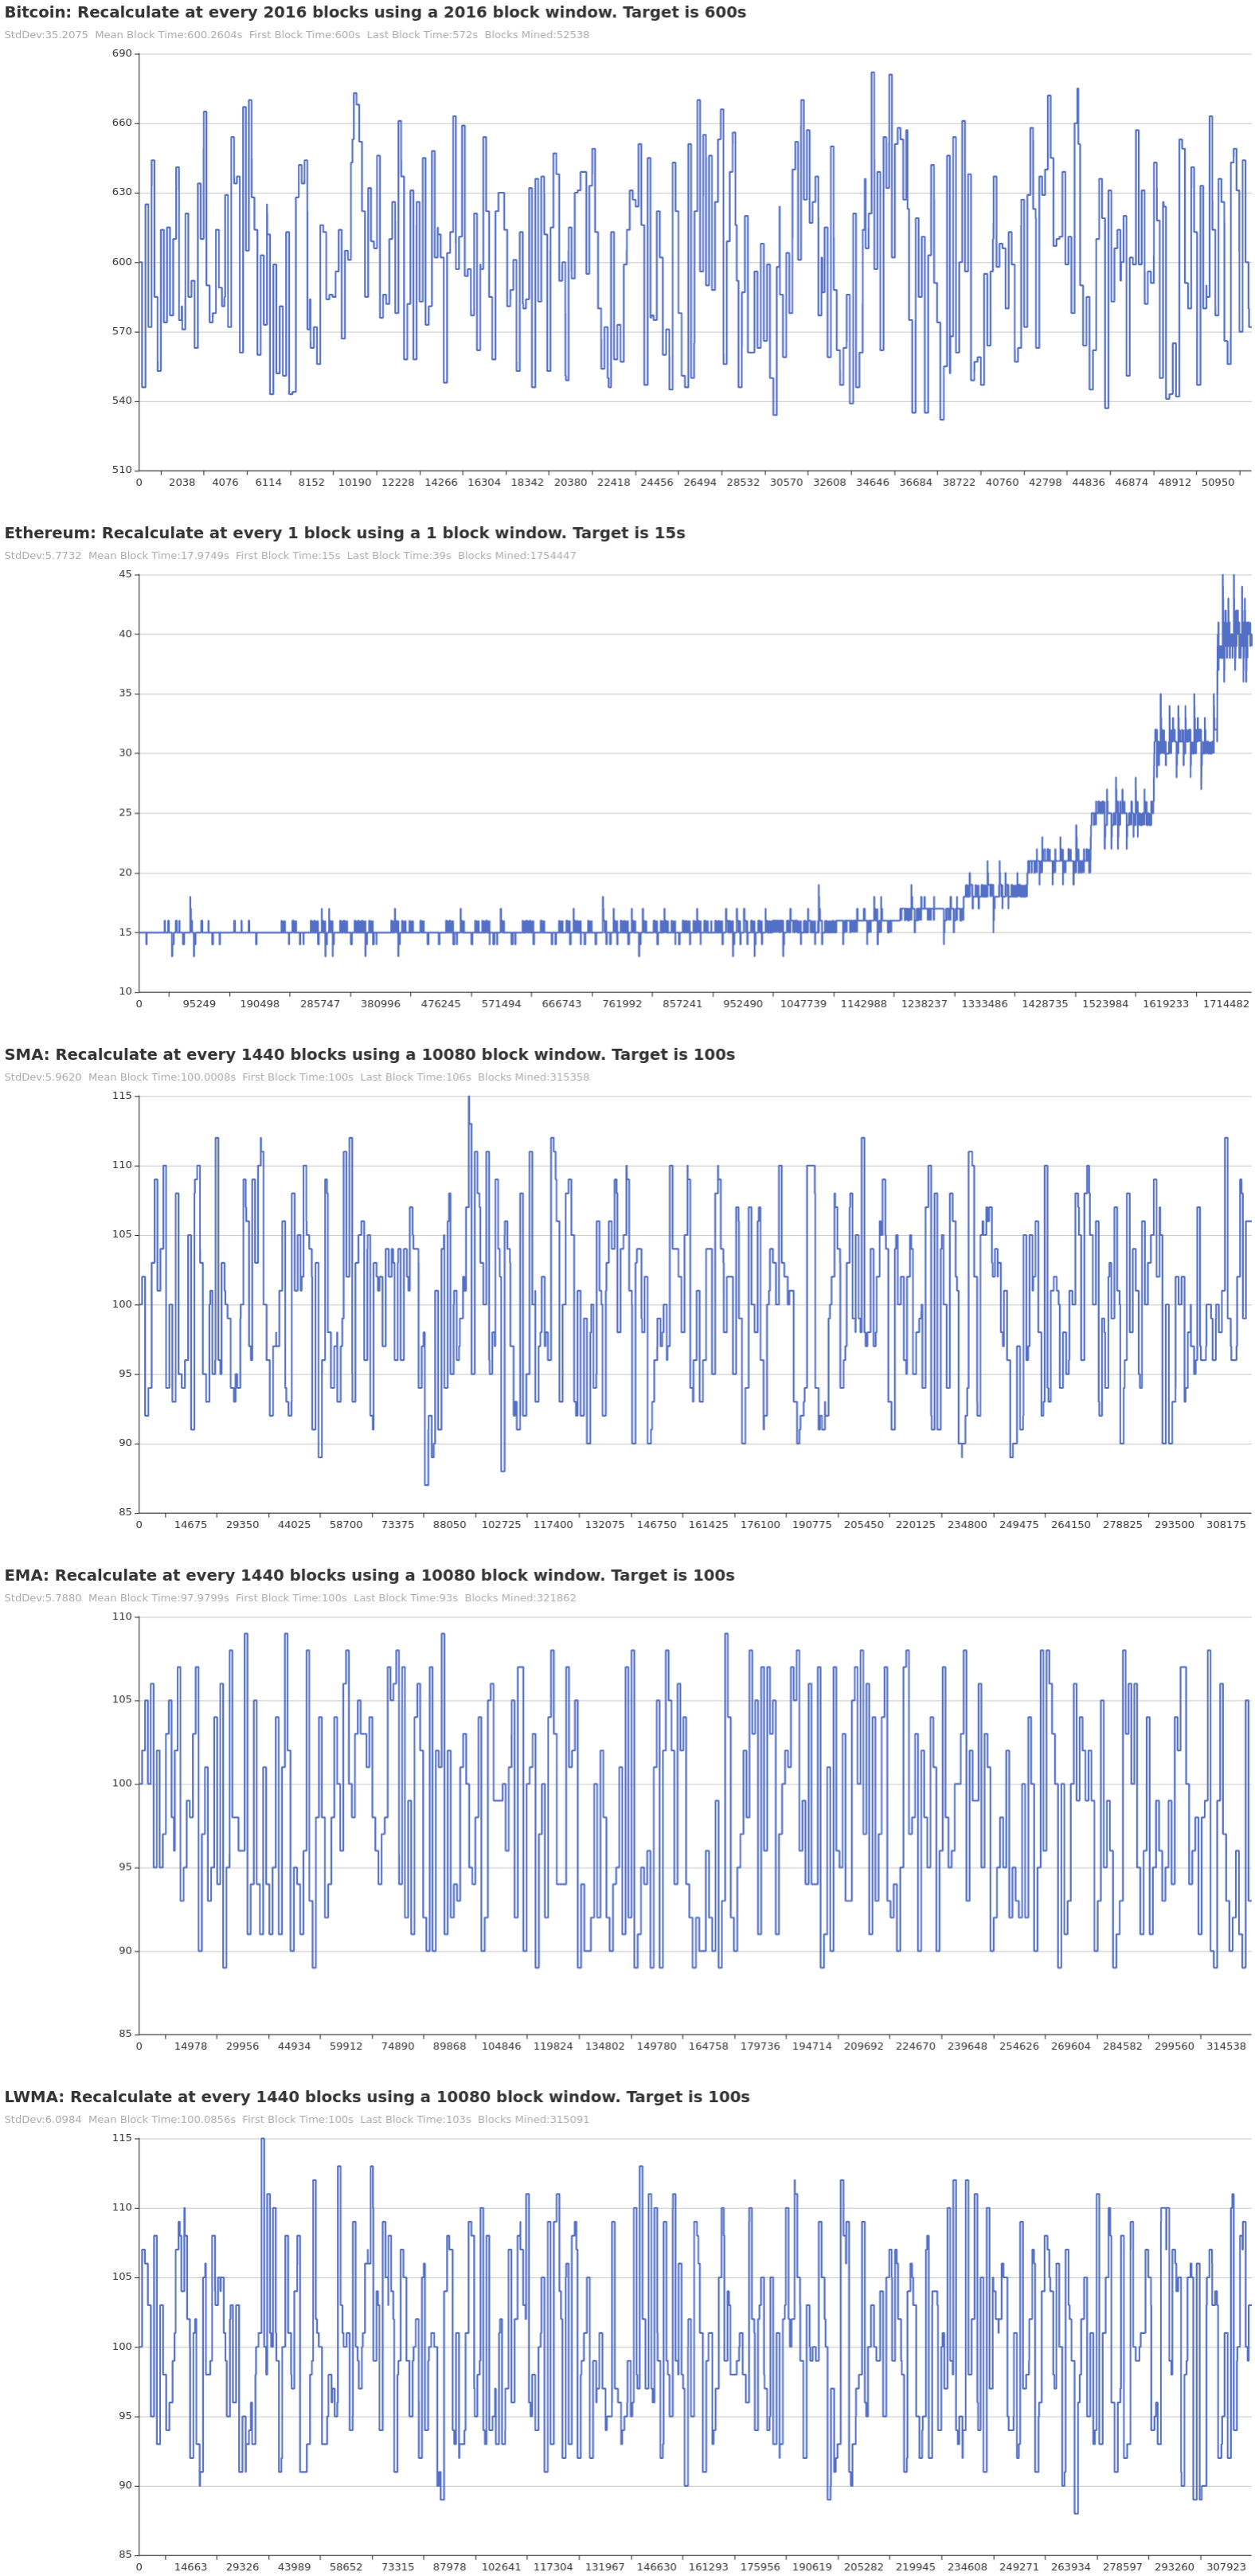 Bitcoin: Recalculate at every 2016 blocks using a 2016 block window. Target is 600s
StdDev:35.2075 Mean Block Time:600.2604s First Block Time:600s Last Block Time:572s Blocks Mined:52538
690
660
630
600
570
540
510
0 2038 4076 6114 8152 10190 12228 14266 16304 18342 20380 22418 24456 26494 28532 30570 32608 34646 36684 38722 40760 42798 44836 46874 48912 50950
Ethereum: Recalculate at every 1 block using a 1 block window. Target is 15s
StdDev:5.7732 Mean Block Time:17.9749s First Block Time:15s Last Block Time:39s Blocks Mined:1754447
45
40
35
30
25
20
15
10
0 95249 190498 285747 380996 476245 571494 666743 761992 857241 952490 1047739 1142988 1238237 1333486 1428735 1523984 1619233 1714482
SMA: Recalculate at every 1440 blocks using a 10080 block window. Target is 100s
StdDev:5.9620 Mean Block Time:100.0008s First Block Time:100s Last Block Time:106s Blocks Mined:315358
115
110
105
100
95
90
85
0 14675 29350 44025 58700 73375 88050 102725 117400 132075 146750 161425 176100 190775 205450 220125 234800 249475 264150 278825 293500 308175
EMA: Recalculate at every 1440 blocks using a 10080 block window. Target is 100s
StdDev:5.7880 Mean Block Time:97.9799s First Block Time:100s Last Block Time:93s Blocks Mined:321862
110
105
100
95
90
85
0 14978 29956 44934 59912 74890 89868 104846 119824 134802 149780 164758 179736 194714 209692 224670 239648 254626 269604 284582 299560 314538
LWMA: Recalculate at every 1440 blocks using a 10080 block window. Target is 100s
StdDev:6.0984 Mean Block Time:100.0856s First Block Time:100s Last Block Time:103s Blocks Mined:315091
115
110
105
100
95
90
85
0 14663 29326 43989 58652 73315 87978 102641 117304 131967 146630 161293 175956 190619 205282 219945 234608 249271 263934 278597 293260 307923